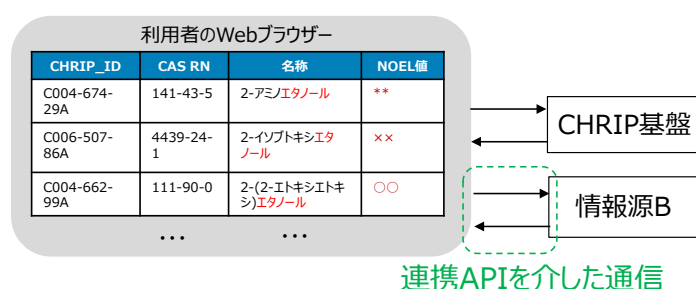 利用者のWebブラウザー
CHRIP_ID CAS RN 名称 NOEL値
C004-674-
29A
141-43-5
2-アミノエタノール
**
C006-507-
86A
4439-24-
1
2-イソブトキシエタ
ノール
××
C004-662-
99A
111-90-0
2-(2-エトキシエトキ
シ)エタノール
○○
... ...
CHRIP基盤
情報源B
連携APIを介した通信